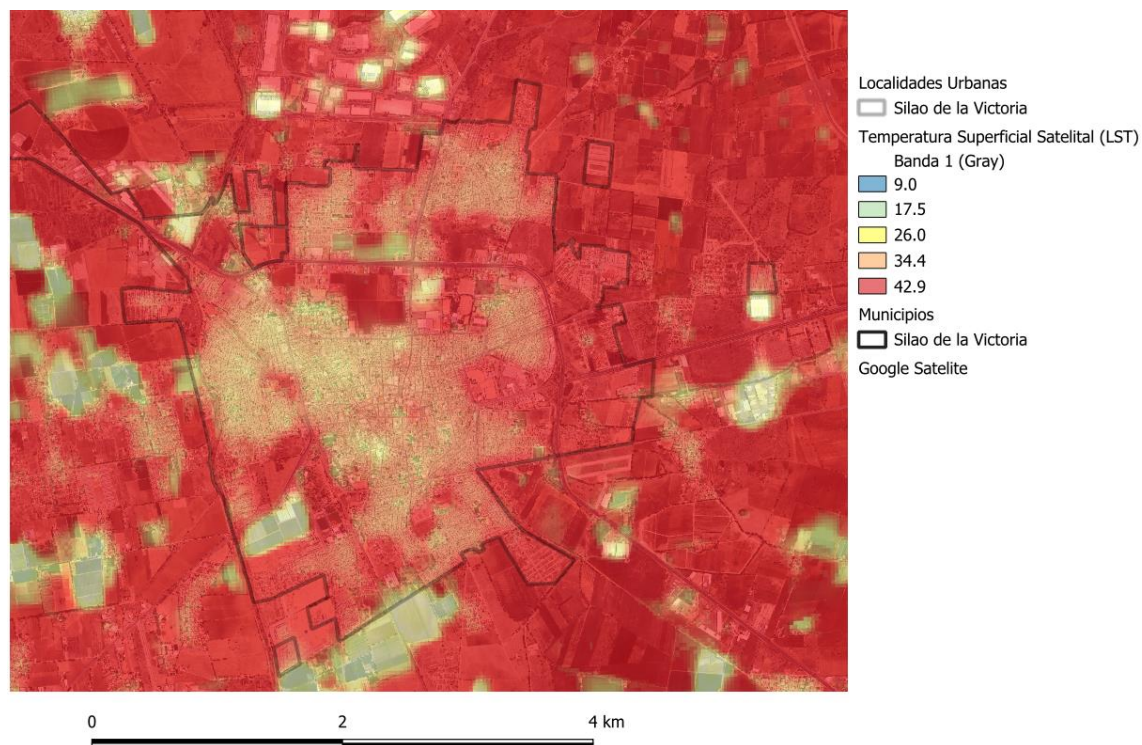 Localidades Urbanas
Silao de la Victoria
Temperatura Superficial Satelital (LST)
Banda 1 (Gray)
9.0
17.5
26.0
34.4
42.9
Municipios
Silao de la Victoria
Google Satelite
0 2 4 km